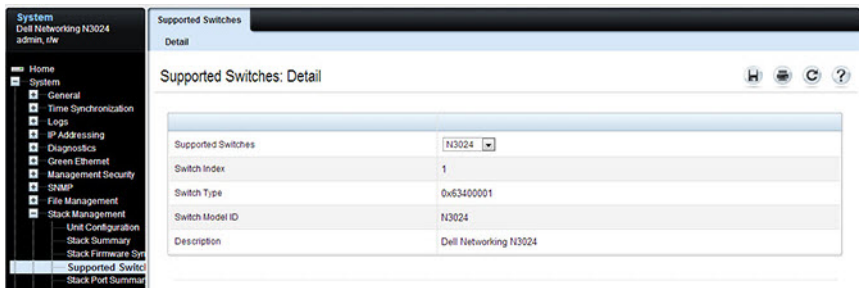 System
Dell Networking N3024
admin, r/w
Supported Switches
Detail
Home
System
General
Time Synchronization
Logs
IP Addressing
Diagnostics
Green Ethernet
Management Security
SNMP
File Management
Stack Management
Unit Configuration
Stack Summary
Stack Firmware Syn
Supported Switc
Stack Port Summar
Supported Switches: Detail
?
Supported Switches N3024
Switch Index 1
Switch Type 0x63400001
Switch Model ID N3024
Description Dell Networking N3024